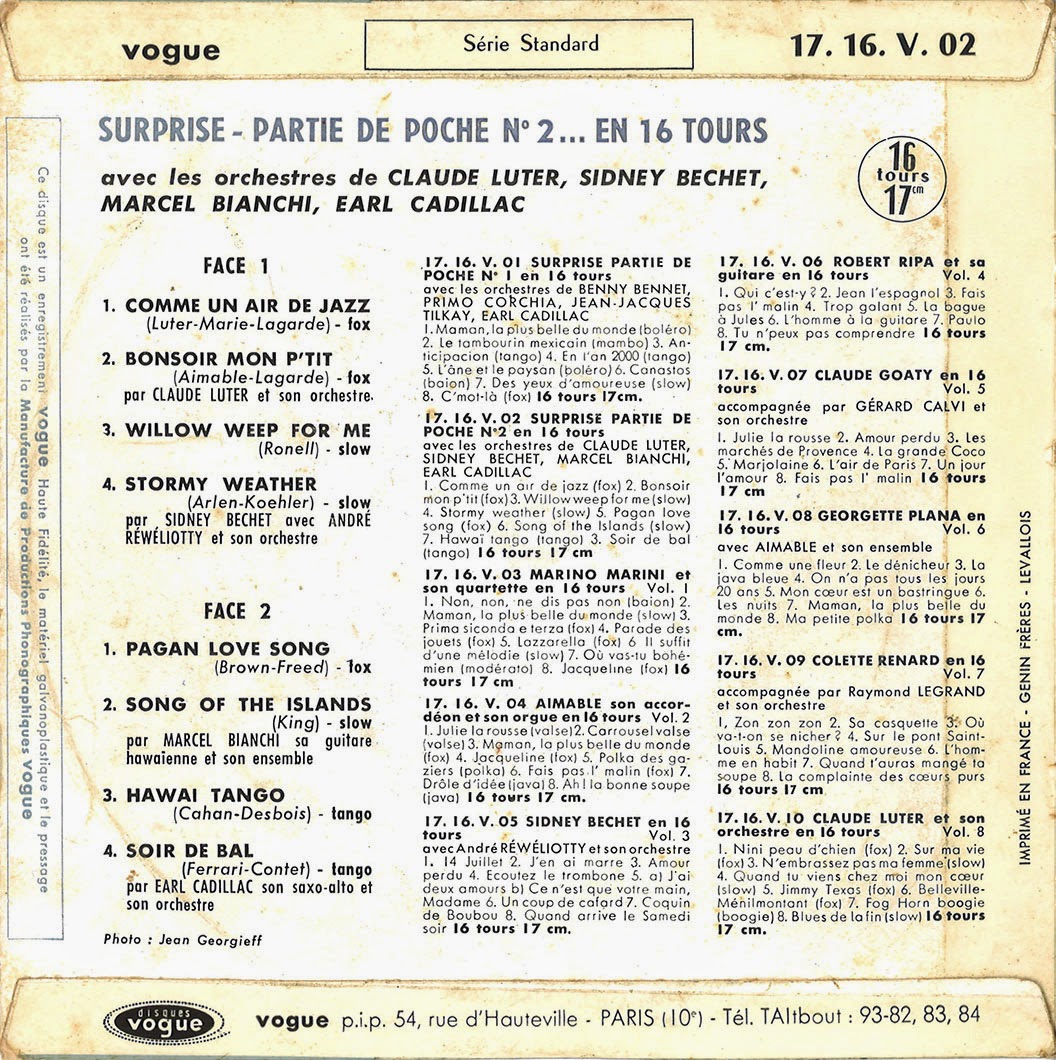 vogue
Série Standard
17. 16. V. 02
SURPRISE - PARTIE DE POCHE N° 2... EN 16 TOURS
avec les orchestres de CLAUDE LUTER, SIDNEY BECHET,
MARCEL BIANCHI, EARL CADILLAC
16
tours
17 cm
Ce disque est un enregistrement vogue Haute Fidélité, le matériel galvanoplastique et le pressage
ont été réalisés par la Manufacture de Productions Phonographiques vogue
FACE 1
1. COMME UN AIR DE JAZZ
(Luter-Marie-Lagarde) - fox
2. BONSOIR MON P'TIT
(Aimable-Lagarde) - fox
par CLAUDE LUTER et son orchestre.
3. WILLOW WEEP FOR ME
(Ronell) - slow
4. STORMY WEATHER
(Arlen-Koehler) - slow
par SIDNEY BECHET avec ANDRÉ
RÉWÉLIOTTY et son orchestre
FACE 2
1. PAGAN LOVE SONG
(Brown-Freed) - fox
2. SONG OF THE ISLANDS
(King) - slow
par MARCEL BIANCHI sa guitare
hawaïenne et son ensemble
3. HAWAI TANGO
(Cahan-Desbois) - tango
4. SOIR DE BAL
(Ferrari-Contet) - tango
par EARL CADILLAC son saxo-alto et
son orchestre
Photo : Jean Georgieff
17. 16. V. 01 SURPRISE PARTIE DE
POCHE N° 1 en 16 tours
avec les orchestres de BENNY BENNET,
PRIMO CORCHIA, JEAN-JACQUES
TILKAY, EARL CADILLAC
1. Maman, la plus belle du monde (boléro)
2. Le tambourin mexicain (mambo) 3. An-
ticipacion (tango) 4. En l'an 2000 (tango)
5. L'âne et le paysan (boléro) 6. Canastos
(baion) 7. Des yeux d'amoureuse (slow)
8. C'mot-là (fox) 16 tours 17cm.
17. 16. V. 02 SURPRISE PARTIE DE
POCHE N°2 en 16 tours
avec les orchestres de CLAUDE LUTER,
SIDNEY BECHET, MARCEL BIANCHI,
EARL CADILLAC
1. Comme un air de jazz (fox) 2. Bonsoir
mon p'tit (fox) 3. Willow weep for me (slow)
4. Stormy weather (slow) 5. Pagan love
song (fox) 6. Song of the Islands (slow)
7. Hawaï tango (tango) 3. Soir de bal
(tango) 16 tours 17 cm
17. 16. V. 03 MARINO MARINI et
son quartette en 16 tours Vol. 1
1. Non, non, ne dis pas non (baion) 2.
Maman, la plus belle du monde (slow) 3.
Prima siconda e terza (fox) 4. Parade des
jouets (fox) 5. Lazzarella (fox) 6 Il suffit
d'une mélodie (slow) 7. Où vas-tu bohé-
mien (modérato) 8. Jacqueline (fox) 16
tours 17 cm
17. 16. V. 04 AIMABLE son accor-
déon et son orgue en 16 tours Vol. 2
1. Julie la rousse (valse) 2. Carrousel valse
(valse) 3. Maman, la plus belle du monde
(fox) 4. Jacqueline (fox) 5. Polka des ga-
ziers (polka) 6. Fais pas l' malin (fox) 7.
Drôle d'idée (java) 8. Ah ! la bonne soupe
(java) 16 tours 17 cm.
17. 16. V. 05 SIDNEY BECHET en 16
tours Vol. 3
avec André RÉWÉLIOTTY et son orchestre
1. 14 Juillet 2. J'en ai marre 3. Amour
perdu 4. Ecoutez le trombone 5. a) J'ai
deux amours b) Ce n'est que votre main,
Madame 6. Un coup de cafard 7. Coquin
de Boubou 8. Quand arrive le Samedi
soir 16 tours 17 cm.
17. 16. V. 06 ROBERT RIPA et sa
guitare en 16 tours Vol. 4
1. Qui c'est-y ? 2. Jean l'espagnol 3. Fais
pas l' malin 4. Trop galant 5. La bague
à Jules 6. L'homme à la guitare 7. Paulo
8. Tu n'peux pas comprendre 16 tours
17 cm.
17. 16. V. 07 CLAUDE GOATY en 16
tours Vol. 5
accompagnée par GÉRARD CALVI et
son orchestre
1. Julie la rousse 2. Amour perdu 3. Les
marchés de Provence 4. La grande Coco
5. Marjolaine 6. L'air de Paris 7. Un jour
l'amour 8. Fais pas l' malin 16 tours
17 cm
17. 16. V. 08 GEORGETTE PLANA en
16 tours Vol. 6
avec AIMABLE et son ensemble
1. Comme une fleur 2. Le dénicheur 3. La
java bleue 4. On n'a pas tous les jours
20 ans 5. Mon cœur est un bastringue 6.
Les nuits 7. Maman, la plus belle du
monde 8. Ma petite polka 16 tours 17
cm.
17. 16. V. 09 COLETTE RENARD en 16
tours Vol. 7
accompagnée par Raymond LEGRAND
et son orchestre
1, Zon zon zon 2. Sa casquette 3. Où
va-t-on se nicher ? 4. Sur le pont Saint-
Louis 5. Mandoline amoureuse 6. L'hom-
me en habit 7. Quand t'auras mangé ta
soupe 8. La complainte des cœurs purs
16 tours 17 cm
17. 16. V. 10 CLAUDE LUTER et son
orchestre en 16 tours Vol. 8
1. Nini peau d'chien (fox) 2. Sur ma vie
(fox) 3. N'embrassez pas ma femme (slow)
4. Quand tu viens chez moi mon cœur
(slow) 5. Jimmy Texas (fox) 6. Belleville-
Ménilmontant (fox) 7. Fog Horn boogie
(boogie) 8. Blues de la fin (slow) 16 tours
17 cm.
IMPRIMÉ EN FRANCE - GENIN FRÈRES - LEVALLOIS
disques
vogue
vogue p.i.p. 54, rue d'Hauteville - PARIS (10e) - Tél. TAItbout : 93-82, 83, 84